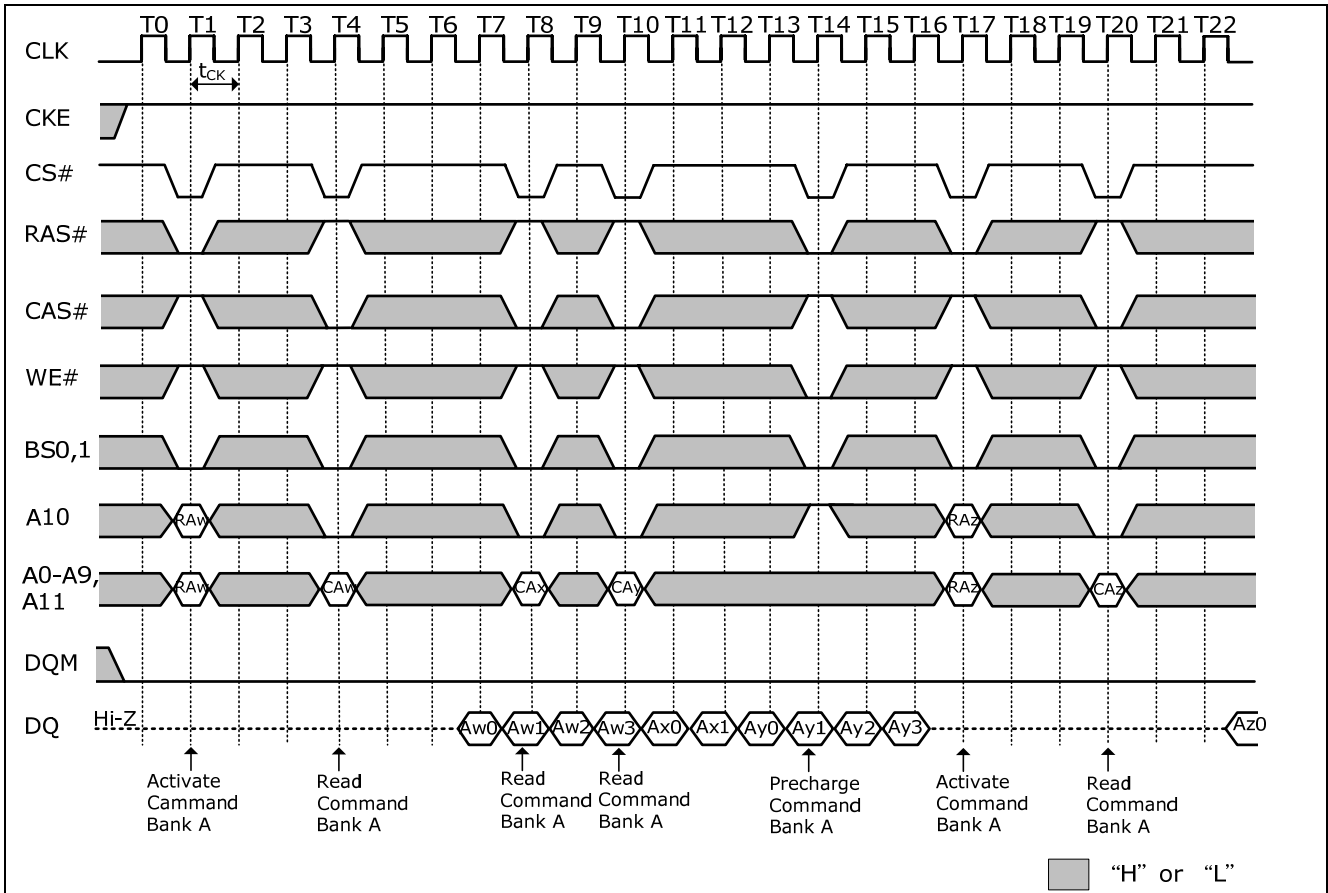 T0 T1 T2 T3 T4 T5 T6 T7 T8 T9 T10 T11 T12 T13 T14 T15 T16 T17 T18 T19 T20 T21 T22
CLK
tCK
CKE
CS#
RAS#
CAS#
WE#
BS0,1
A10
RAw
RAz
A0-A9,
A11
RAw
CAw
CAx
CAy
RAz
CAz
DQM
DQ
Hi-Z
Aw0 Aw1 Aw2 Aw3 Ax0 Ax1 Ay0 Ay1 Ay2 Ay3
Az0
Activate
Cammand
Bank A
Read
Command
Bank A
Read
Command
Bank A
Read
Command
Bank A
Precharge
Command
Bank A
Activate
Command
Bank A
Read
Command
Bank A
“H” or “L”